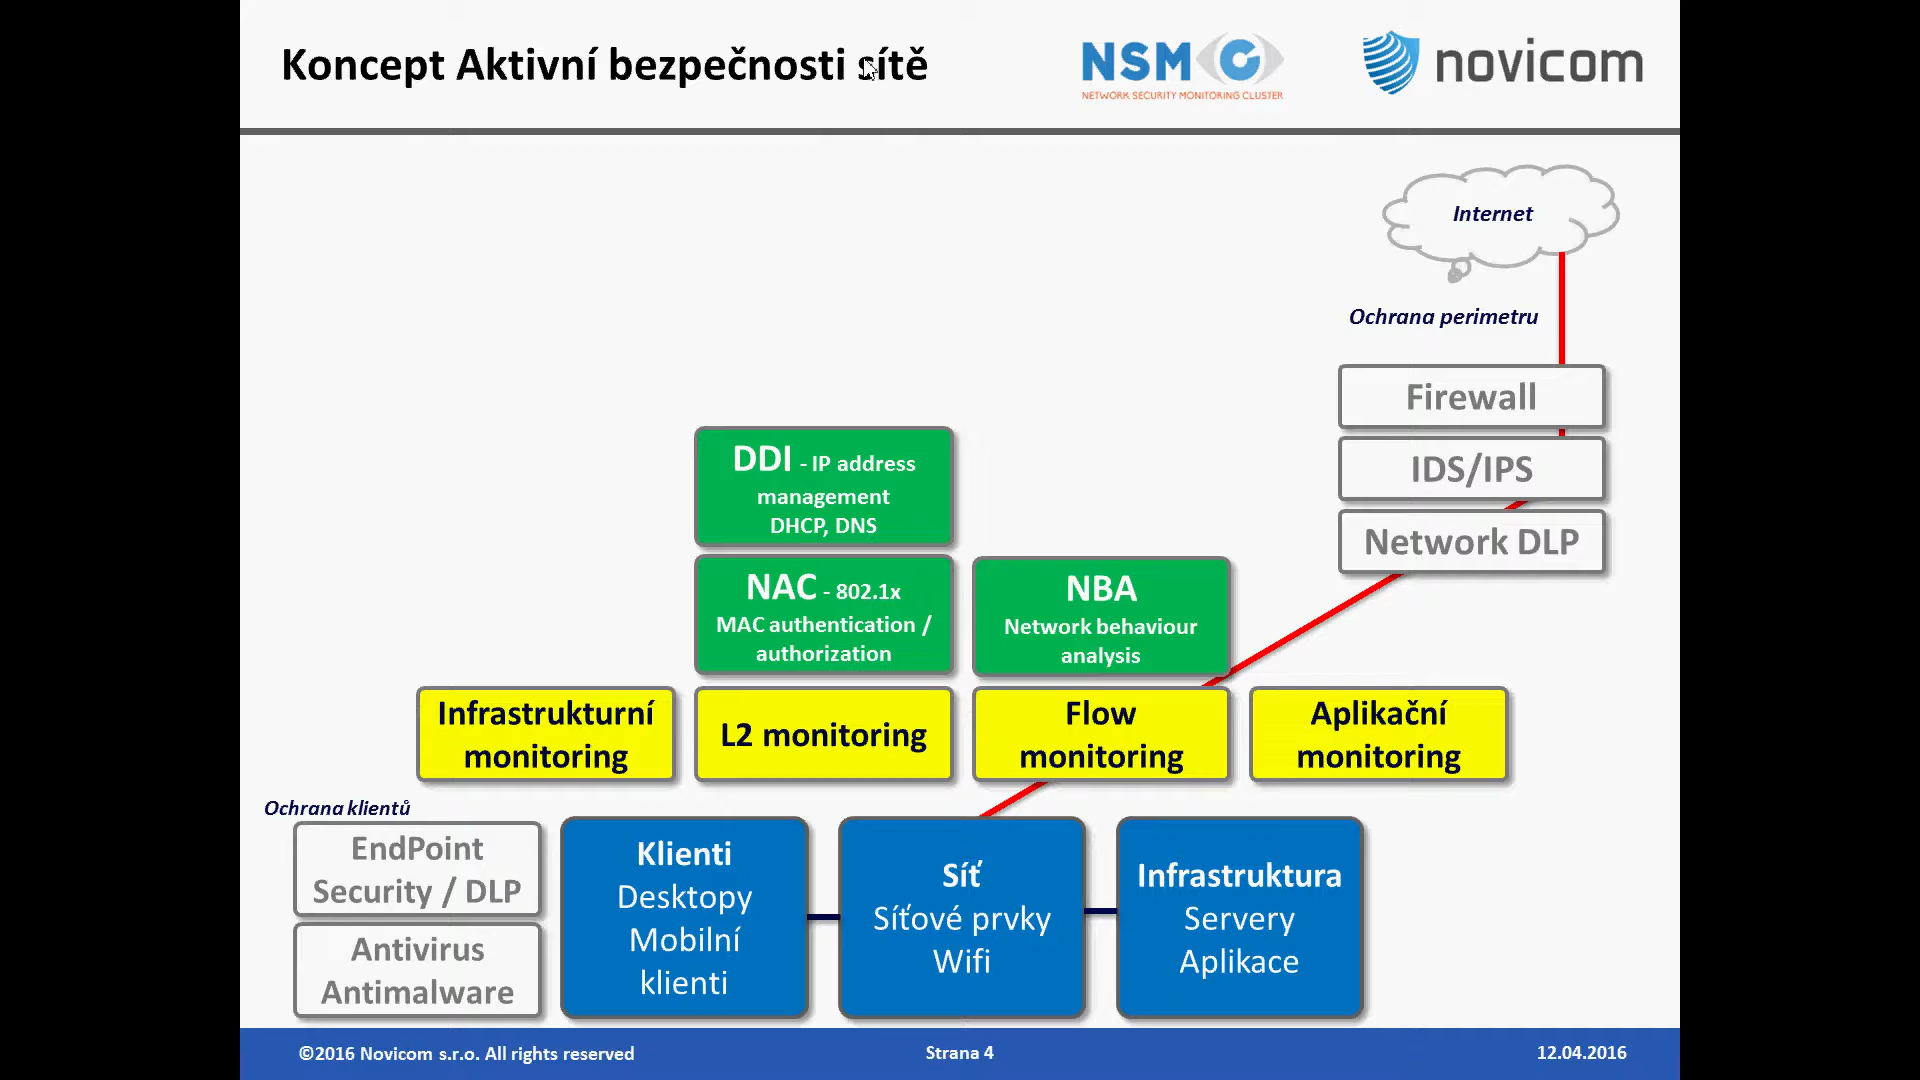 Koncept Aktivní bezpečnosti sítě
NSM C
NETWORK SECURITY MONITORING CLUSTER
novicom
Internet
Ochrana perimetru
Firewall
IDS/IPS
Network DLP
DDI - IP address
management
DHCP, DNS
NAC - 802.1x
MAC authentication /
authorization
NBA
Network behaviour
analysis
Infrastrukturní
monitoring
L2 monitoring
Flow
monitoring
Aplikační
monitoring
Ochrana klientů
EndPoint
Security / DLP
Antivirus
Antimalware
Klienti
Desktopy
Mobilní
klienti
Síť
Síťové prvky
Wifi
Infrastruktura
Servery
Aplikace
©2016 Novicom s.r.o. All rights reserved
Strana 4
12.04.2016